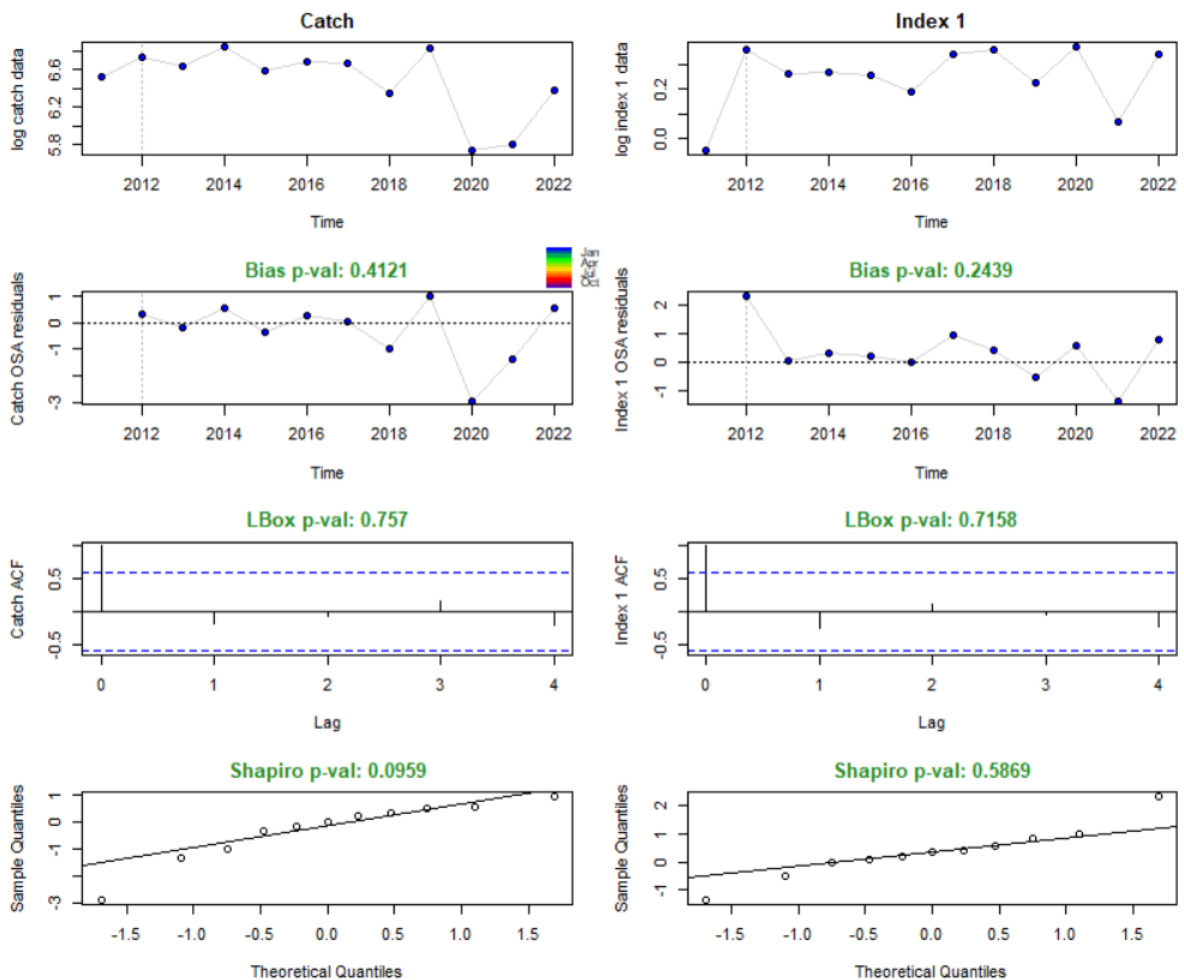 Catch
log catch data
5.8 6.2 6.6
2012 2014 2016 2018 2020 2022
Time
Index 1
log index 1 data
0.0 0.2
2012 2014 2016 2018 2020 2022
Time
Bias p-val: 0.4121
Jan
Apr
Oct
Catch OSA residuals
-3 -1 0 1
2012 2014 2016 2018 2020 2022
Time
Bias p-val: 0.2439
Index 1 OSA residuals
-1 0 1 2
2012 2014 2016 2018 2020 2022
Time
LBox p-val: 0.757
Catch ACF
-0.5 0.5
0 1 2 3 4
Lag
LBox p-val: 0.7158
Index 1 ACF
-0.5 0.5
0 1 2 3 4
Lag
Shapiro p-val: 0.0959
Sample Quantiles
-3 -1 0 1
-1.5 -1.0 -0.5 0.0 0.5 1.0 1.5
Theoretical Quantiles
Shapiro p-val: 0.5869
Sample Quantiles
-1 0 1 2
-1.5 -1.0 -0.5 0.0 0.5 1.0 1.5
Theoretical Quantiles